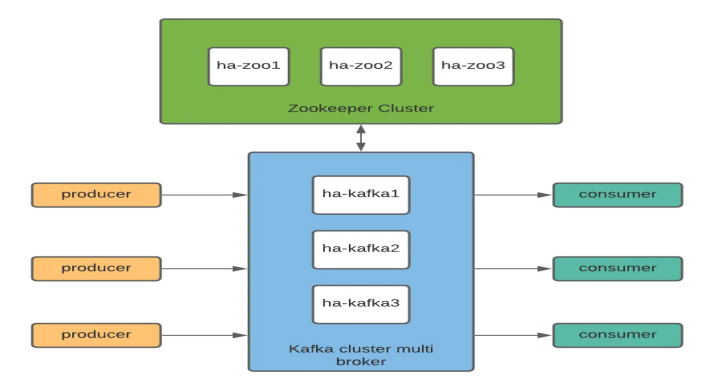 ha-zoo1
ha-zoo2
ha-zoo3
Zookeeper Cluster
producer
ha-kafka1
consumer
ha-kafka2
producer
consumer
ha-kafka3
producer
consumer
Kafka cluster multi
broker